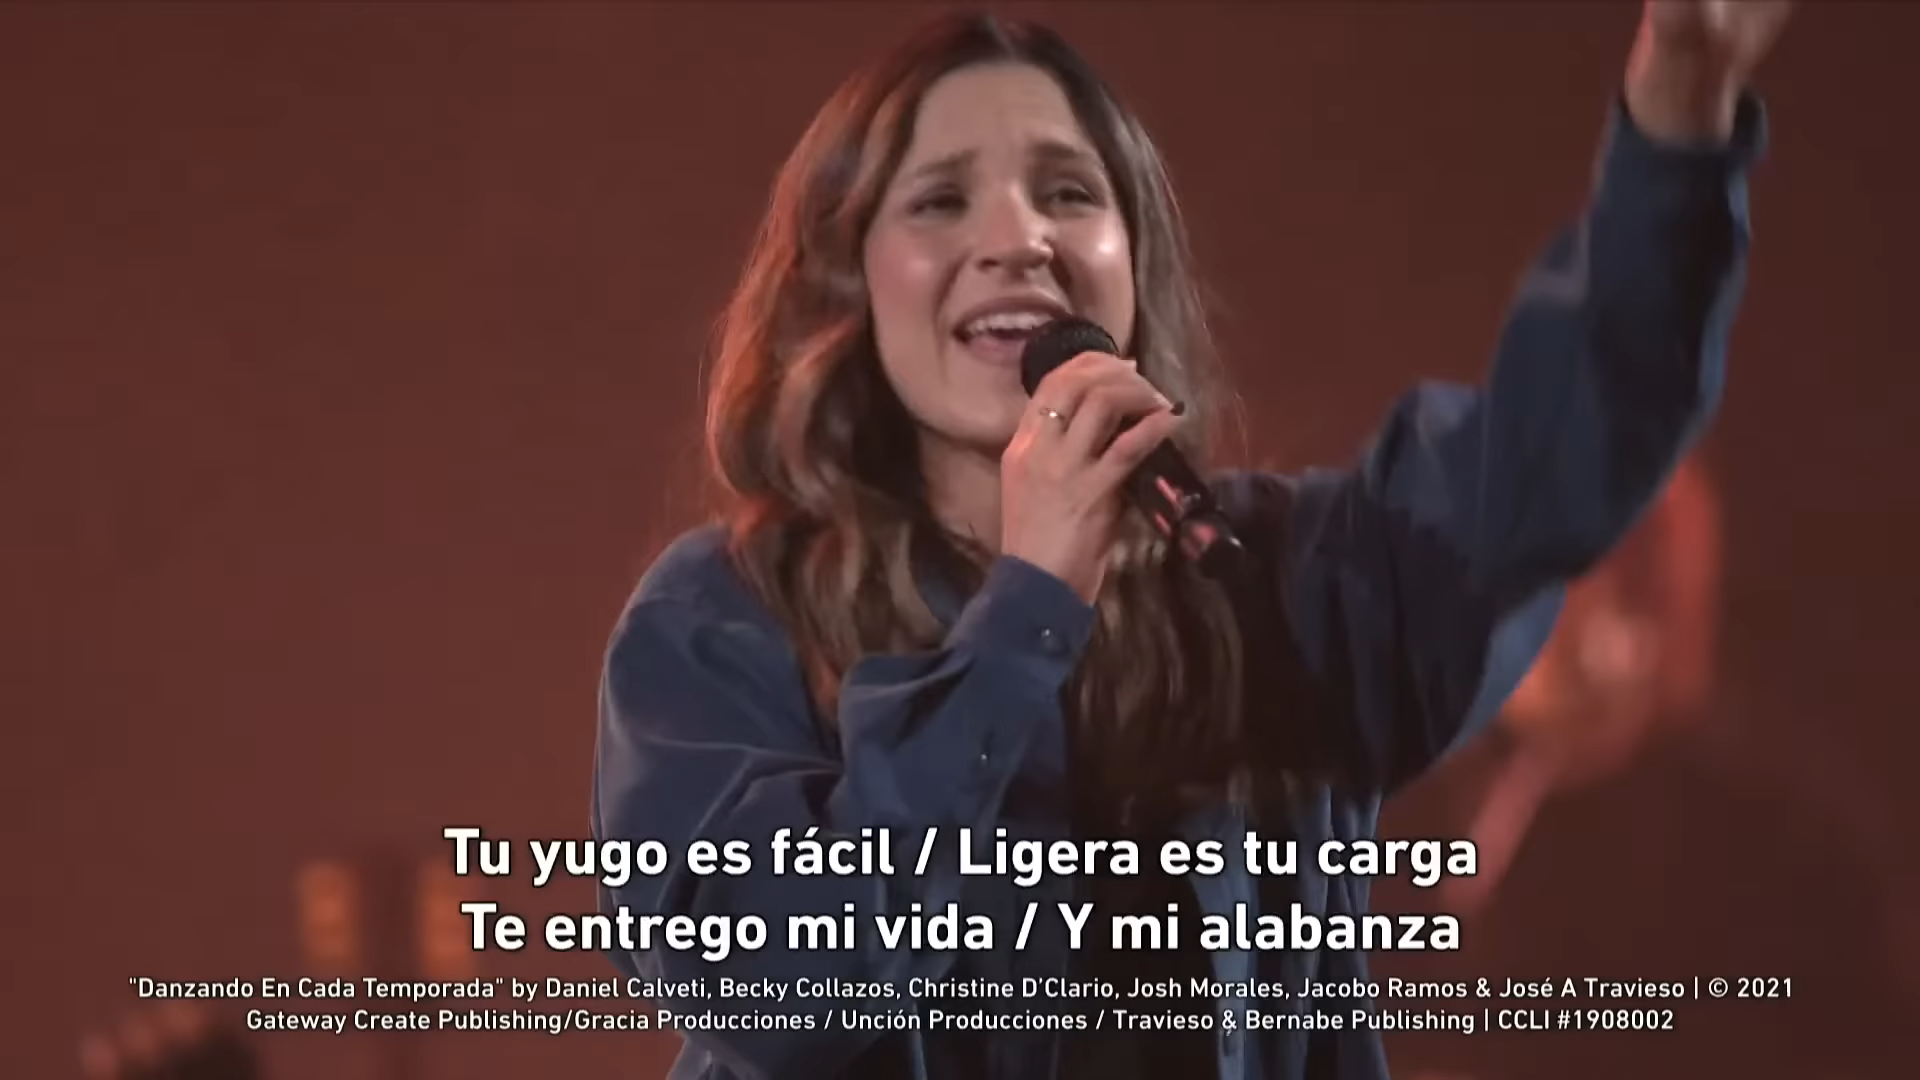 Tu yugo es fácil / Ligera es tu carga
Te entrego mi vida / Y mi alabanza
"Danzando En Cada Temporada" by Daniel Calveti, Becky Collazos, Christine D’Clario, Josh Morales, Jacobo Ramos & José A Travieso | © 2021
Gateway Create Publishing/Gracia Producciones / Unción Producciones / Travieso & Bernabe Publishing | CCLI #1908002